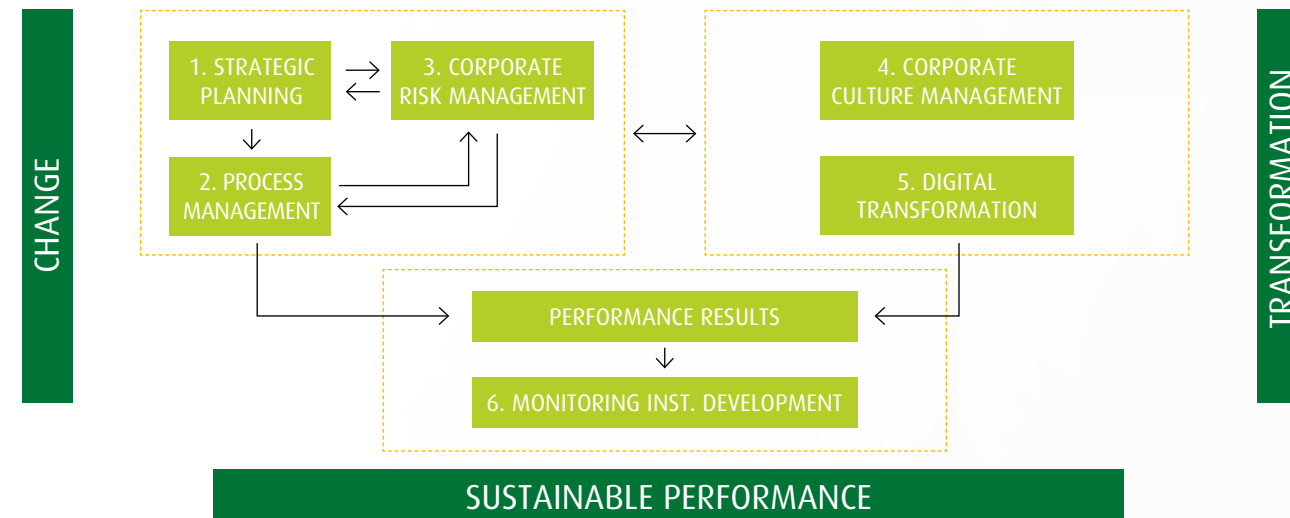 CHANGE
1. STRATEGIC
PLANNING
3. CORPORATE
RISK MANAGEMENT
2. PROCESS
MANAGEMENT
4. CORPORATE
CULTURE MANAGEMENT
5. DIGITAL
TRANSFORMATION
TRANSFORMATION
PERFORMANCE RESULTS
6. MONITORING INST. DEVELOPMENT
SUSTAINABLE PERFORMANCE